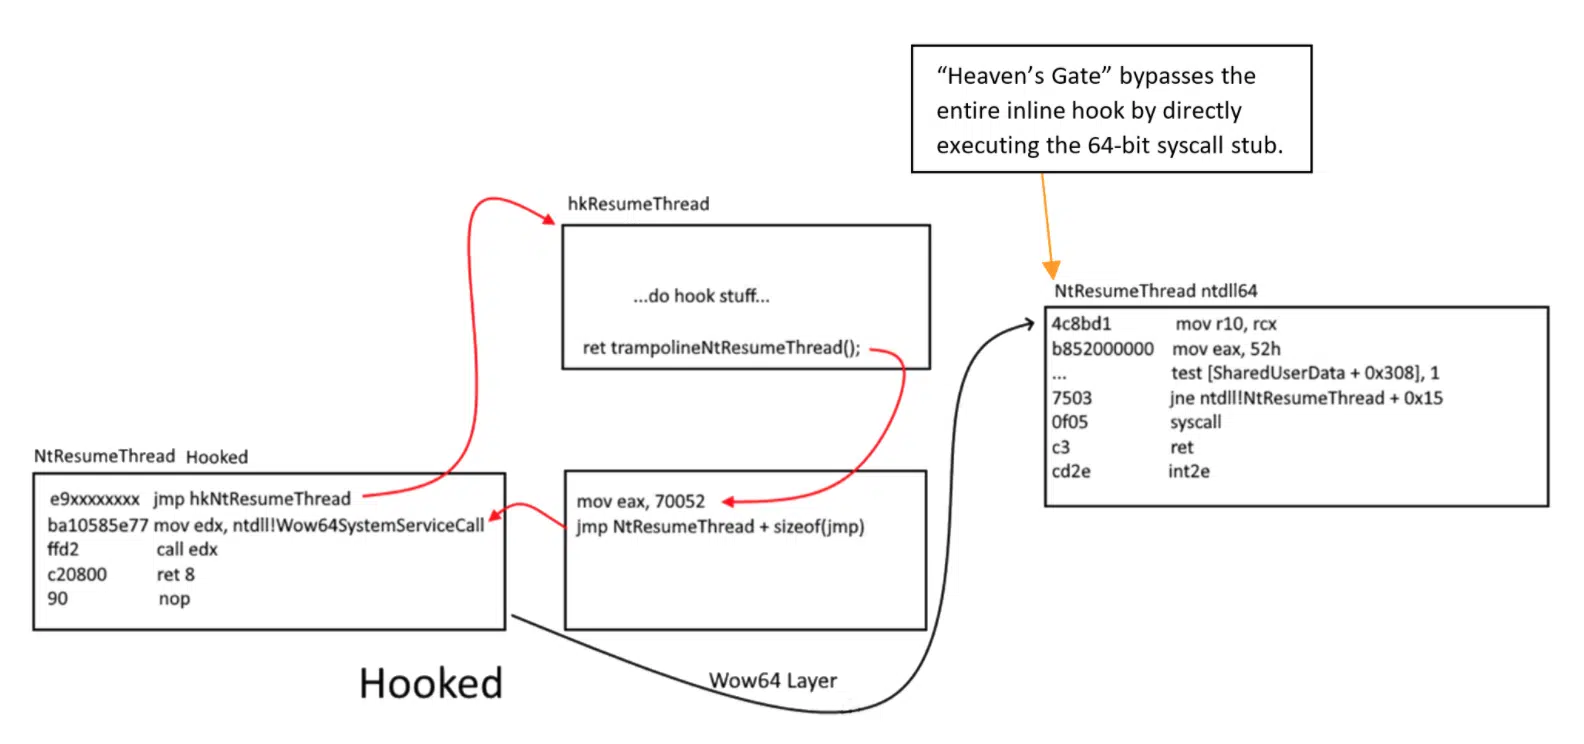 “Heaven’s Gate” bypasses the
entire inline hook by directly
executing the 64-bit syscall stub.
hkResumeThread
...do hook stuff...
ret trampolineNtResumeThread();
NtResumeThread ntdll64
4c8bd1 mov r10, rcx
b852000000 mov eax, 52h
... test [SharedUserData + 0x308], 1
7503 jne ntdll!NtResumeThread + 0x15
0f05 syscall
c3 ret
cd2e int2e
NtResumeThread Hooked
e9xxxxxxxx jmp hkNtResumeThread
ba10585e77 mov edx, ntdll!Wow64SystemServiceCall
ffd2 call edx
c20800 ret 8
90 nop
mov eax, 70052
jmp NtResumeThread + sizeof(jmp)
Hooked
Wow64 Layer